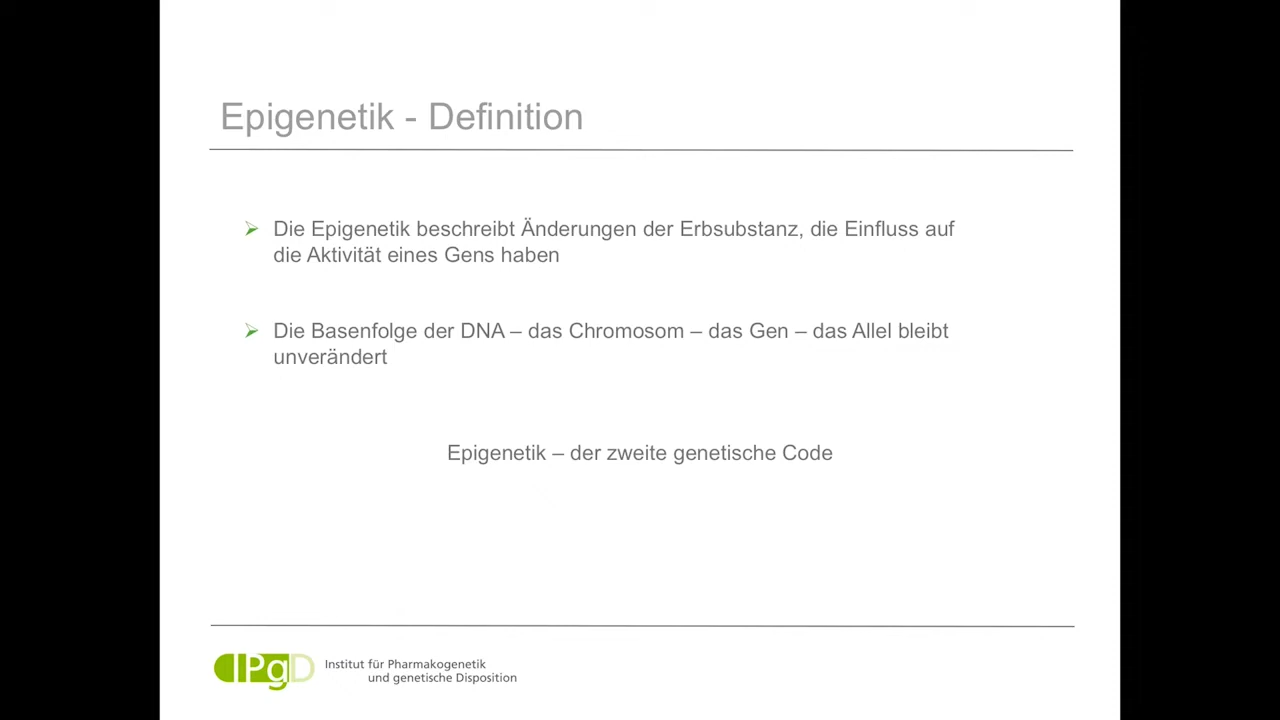 Epigenetik - Definition
Die Epigenetik beschreibt Änderungen der Erbsubstanz, die Einfluss auf
die Aktivität eines Gens haben
Die Basenfolge der DNA – das Chromosom – das Gen – das Allel bleibt
unverändert
Epigenetik – der zweite genetische Code
IPgD
Institut für Pharmakogenetik
und genetische Disposition